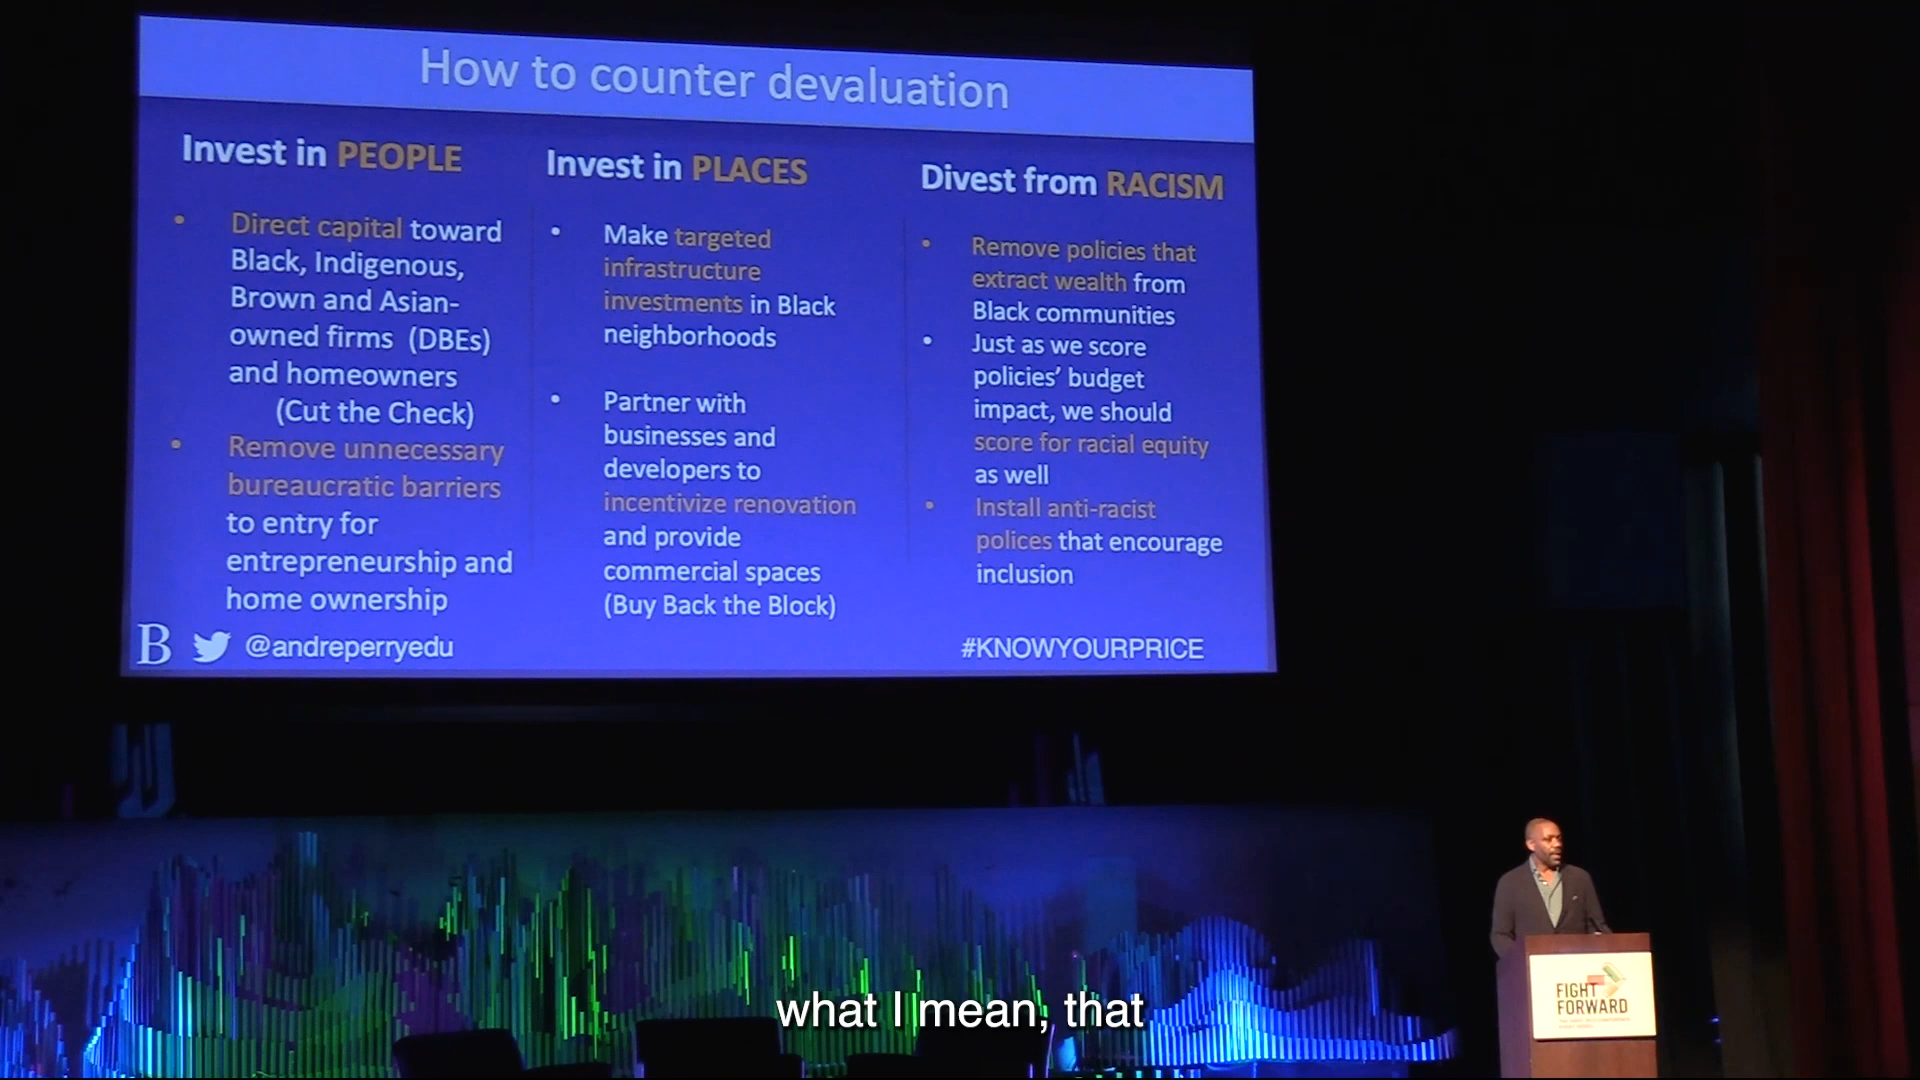 How to counter devaluation
Invest in PEOPLE
• Direct capital toward
Black, Indigenous,
Brown and Asian-
owned firms (DBEs)
and homeowners
(Cut the Check)
• Remove unnecessary
bureaucratic barriers
to entry for
entrepreneurship and
home ownership
Invest in PLACES
• Make targeted
infrastructure
investments in Black
neighborhoods
• Partner with
businesses and
developers to
incentivize renovation
and provide
commercial spaces
(Buy Back the Block)
Divest from RACISM
• Remove policies that
extract wealth from
Black communities
• Just as we score
policies’ budget
impact, we should
score for racial equity
as well
• Install anti-racist
polices that encourage
inclusion
B @andreperryedu
#KNOWYOURPRICE
FIGHT
FORWARD
what I mean, that